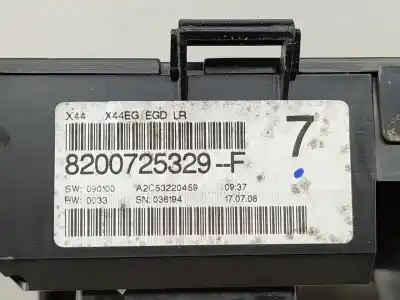 X44 X44EG EGD LR
7
8200725329--F
SW: 090100 A2C53220459 09:37
RW: 0033 SN: 036194 17.07.08